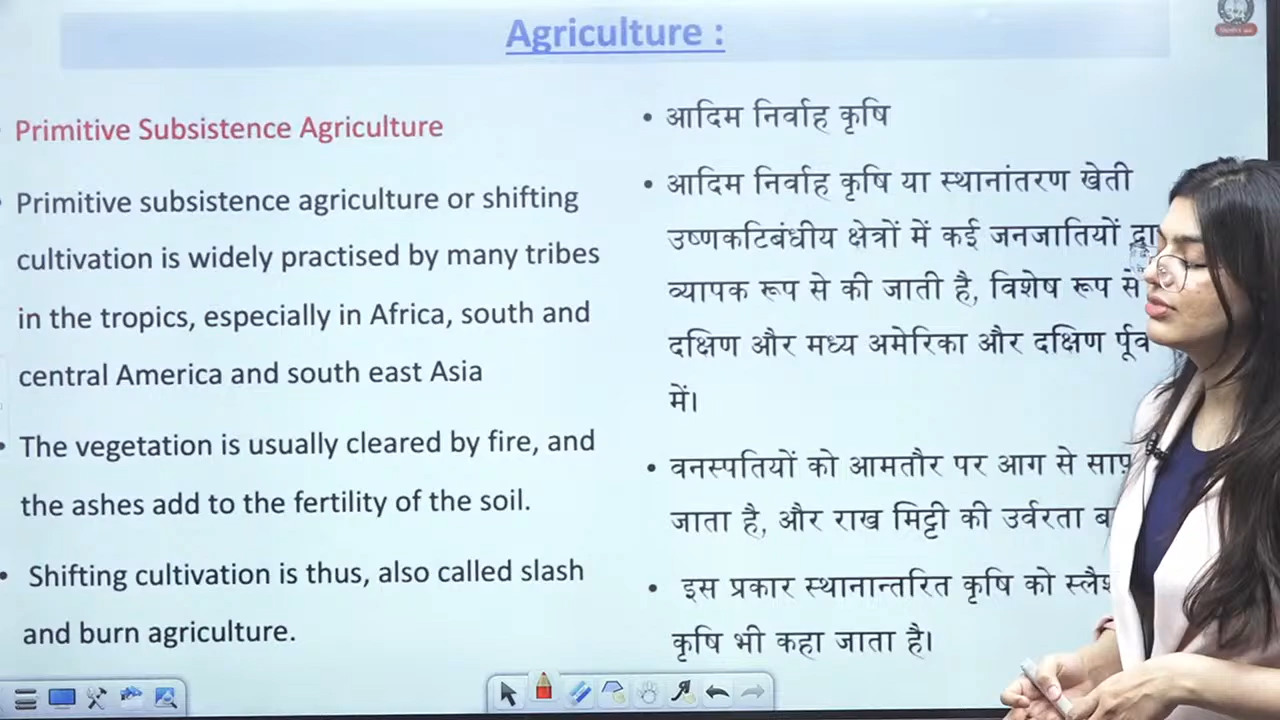 Agriculture :
Primitive Subsistence Agriculture
Primitive subsistence agriculture or shifting
cultivation is widely practised by many tribes
in the tropics, especially in Africa, south and
central America and south east Asia
• The vegetation is usually cleared by fire, and
the ashes add to the fertility of the soil.
• Shifting cultivation is thus, also called slash
and burn agriculture.
• आदिम निर्वाह कृषि
• आदिम निर्वाह कृषि या स्थानांतरण खेती
उष्णकटिबंधीय क्षेत्रों में कई जनजातियों
व्यापक रूप से की जाती है, विशेष रूप से
दक्षिण और मध्य अमेरिका और दक्षिण पूर्व
में।
• वनस्पतियों को आमतौर पर आग से
जाता है, और राख मिट्टी की उर्वरता
• इस प्रकार स्थानान्तरित कृषि को
कृषि भी कहा जाता है।